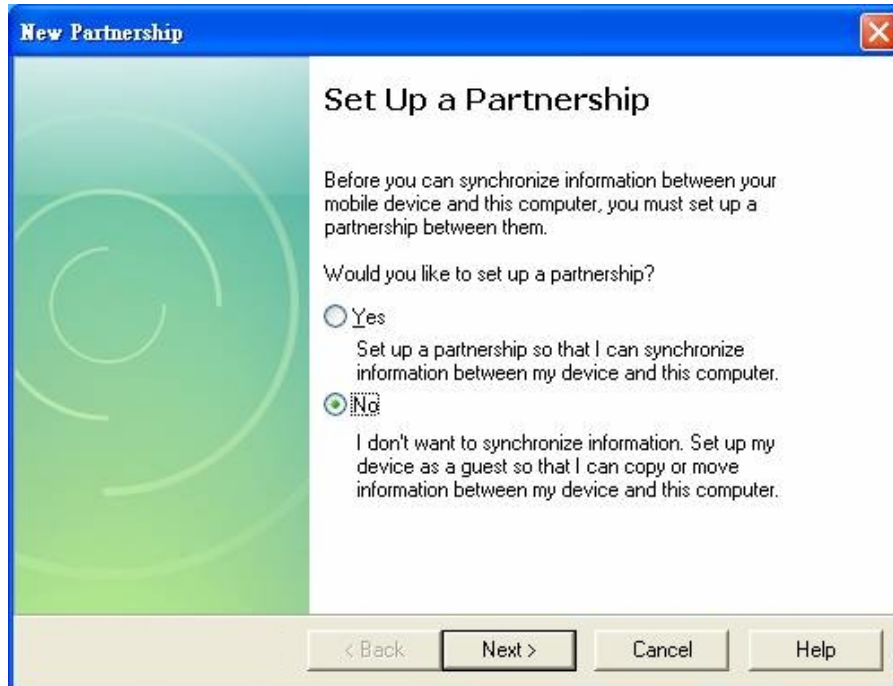 New Partnership
Set Up a Partnership
Before you can synchronize information between your
mobile device and this computer, you must set up a
partnership between them.
Would you like to set up a partnership?
Yes
Set up a partnership so that I can synchronize
information between my device and this computer.
No
I don't want to synchronize information. Set up my
device as a guest so that I can copy or move
information between my device and this computer.
< Back Next > Cancel Help